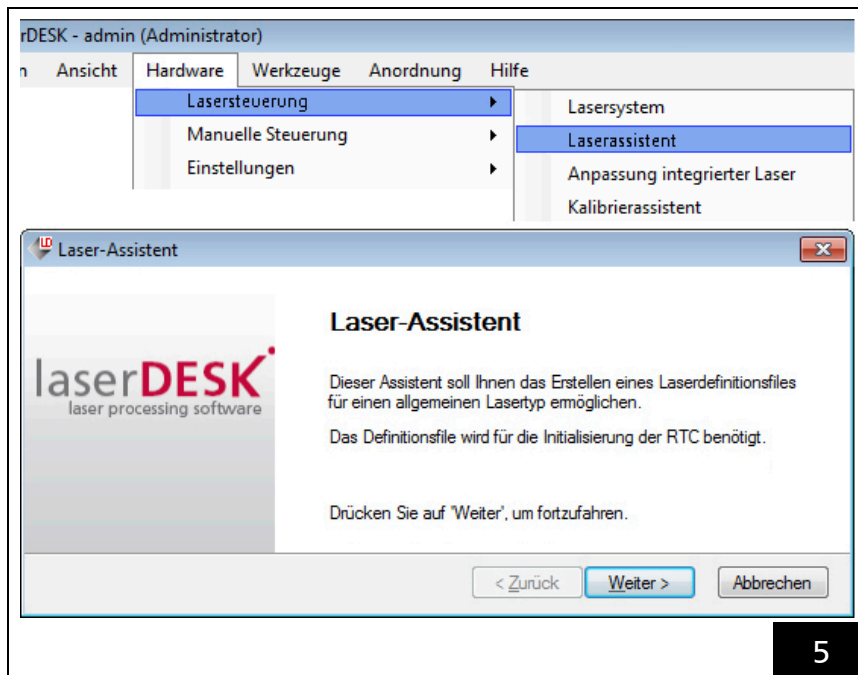 rDESK - admin (Administrator)
n Ansicht Hardware Werkzeuge Anordnung Hilfe
Lasersteuerung
Manuelle Steuerung
Einstellungen
Lasersystem
Laserassistent
Anpassung integrierter Laser
Kalibrierassistent
LD Laser-Assistent
laserDESK
laser processing software
Laser-Assistent
Dieser Assistent soll Ihnen das Erstellen eines Laserdefinitionsfiles
für einen allgemeinen Lasertyp ermöglichen.
Das Definitionsfile wird für die Initialisierung der RTC benötigt.
Drücken Sie auf 'Weiter', um fortzufahren.
< Zurück Weiter > Abbrechen
5